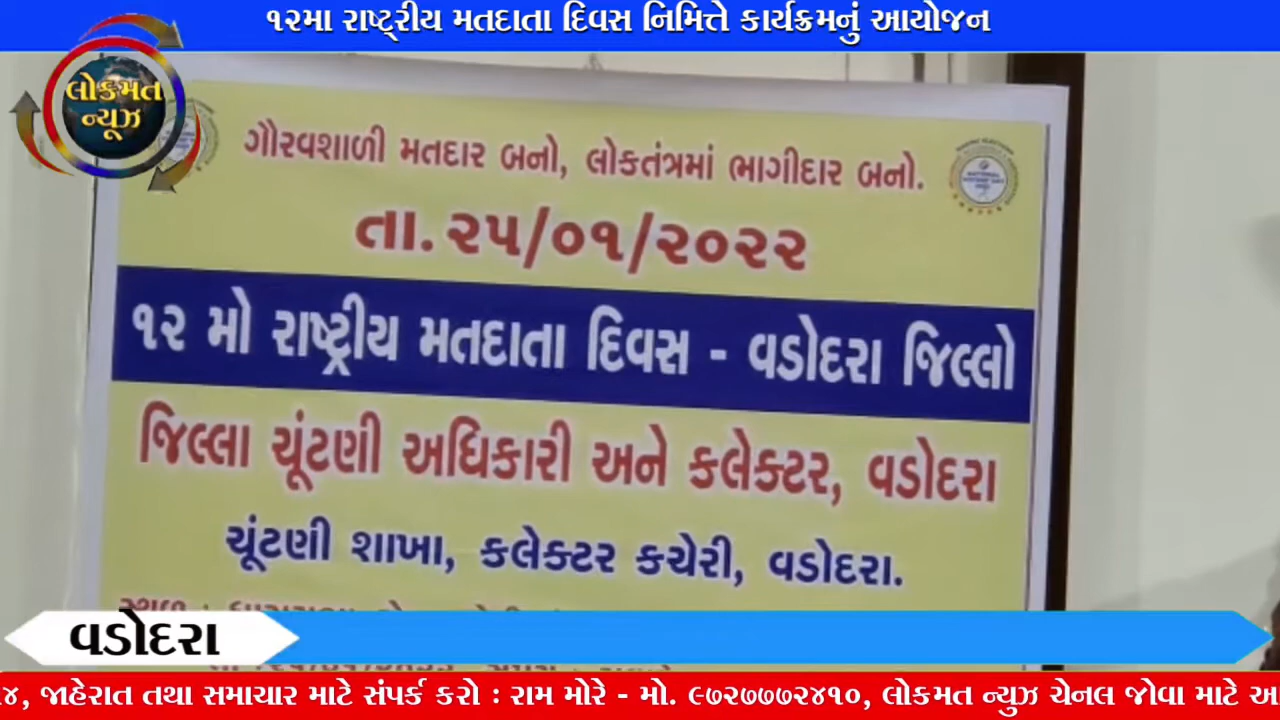 ૧૨મા રાષ્ટ્રીય મતદાતા દિવસ નિમિત્તે કાર્યક્રમનું આયોજન
લોકમત
ન્યૂઝ
ગૌરવશાળી મતદાર બનો, લોકતંત્રમાં ભાગીદાર બનો.
તા.૨૫/૦૧/૨૦૨૨
૧૨ મો રાષ્ટ્રીય મતદાતા દિવસ - વડોદરા જિલ્લો
જિલ્લા ચૂંટણી અધિકારી અને કલેક્ટર, વડોદરા
ચૂંટણી શાખા, કલેક્ટર કચેરી, વડોદરા.
વડોદરા
૪, જાહેરાત તથા સમાચાર માટે સંપર્ક કરો : રામ મોરે - મો. ૯૭૨૭૭૭૨૪૧૦, લોકમત ન્યુઝ ચેનલ જોવા માટે અ